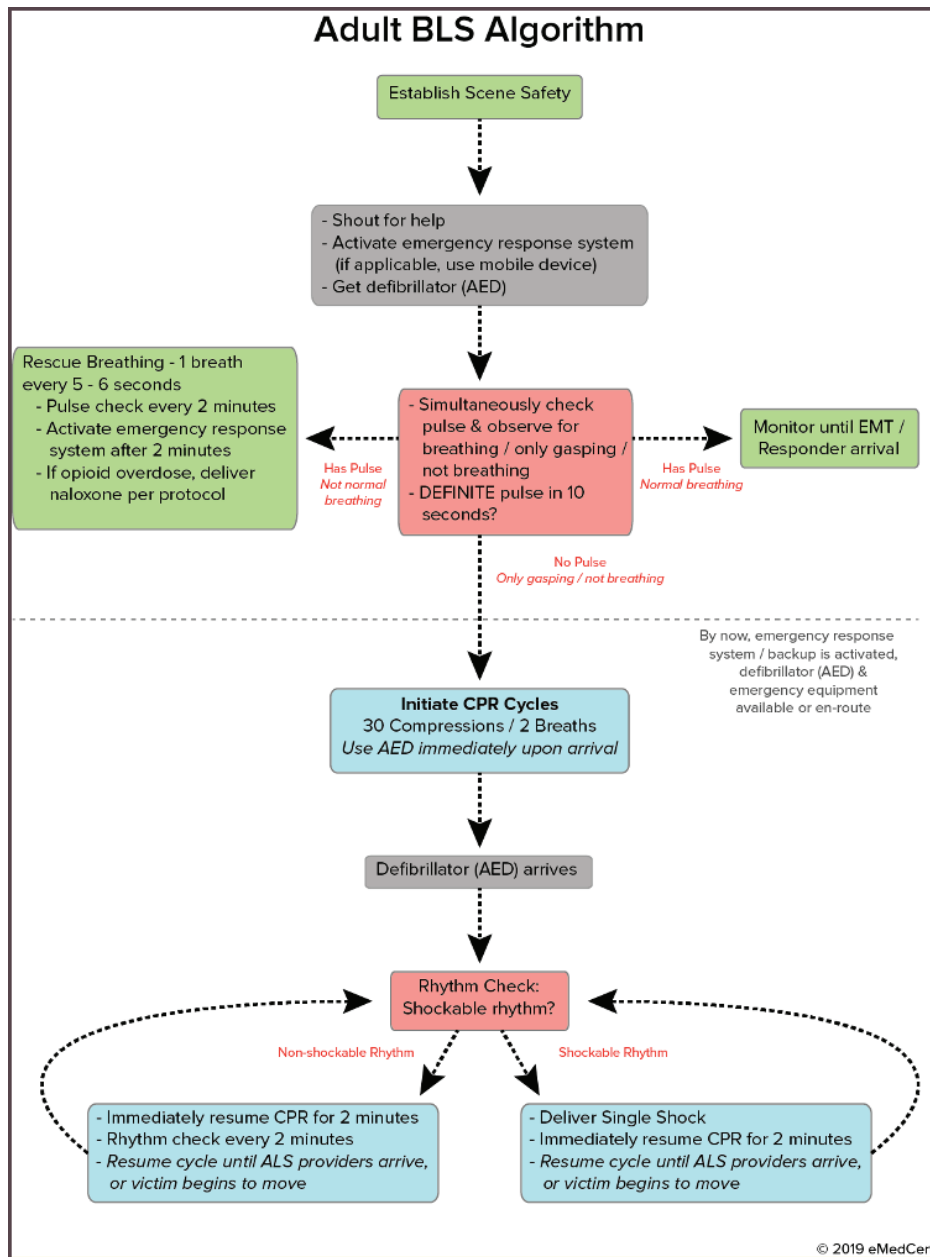 Adult BLS Algorithm
Establish Scene Safety
- Shout for help
- Activate emergency response system
(if applicable, use mobile device)
- Get defibrillator (AED)
Rescue Breathing - 1 breath
every 5 - 6 seconds
- Pulse check every 2 minutes
- Activate emergency response
system after 2 minutes
- If opioid overdose, deliver
naloxone per protocol
Has Pulse
Not normal
breathing
- Simultaneously check
pulse & observe for
breathing / only gasping /
not breathing
- DEFINITE pulse in 10
seconds?
Has Pulse
Normal breathing
Monitor until EMT /
Responder arrival
No Pulse
Only gasping / not breathing
By now, emergency response
system / backup is activated,
defibrillator (AED) &
emergency equipment
available or en-route
Initiate CPR Cycles
30 Compressions / 2 Breaths
Use AED immediately upon arrival
Defibrillator (AED) arrives
Rhythm Check:
Shockable rhythm?
Non-shockable Rhythm
Shockable Rhythm
- Immediately resume CPR for 2 minutes
- Rhythm check every 2 minutes
- Resume cycle until ALS providers arrive,
or victim begins to move
- Deliver Single Shock
- Immediately resume CPR for 2 minutes
- Resume cycle until ALS providers arrive,
or victim begins to move
© 2019 eMedCer